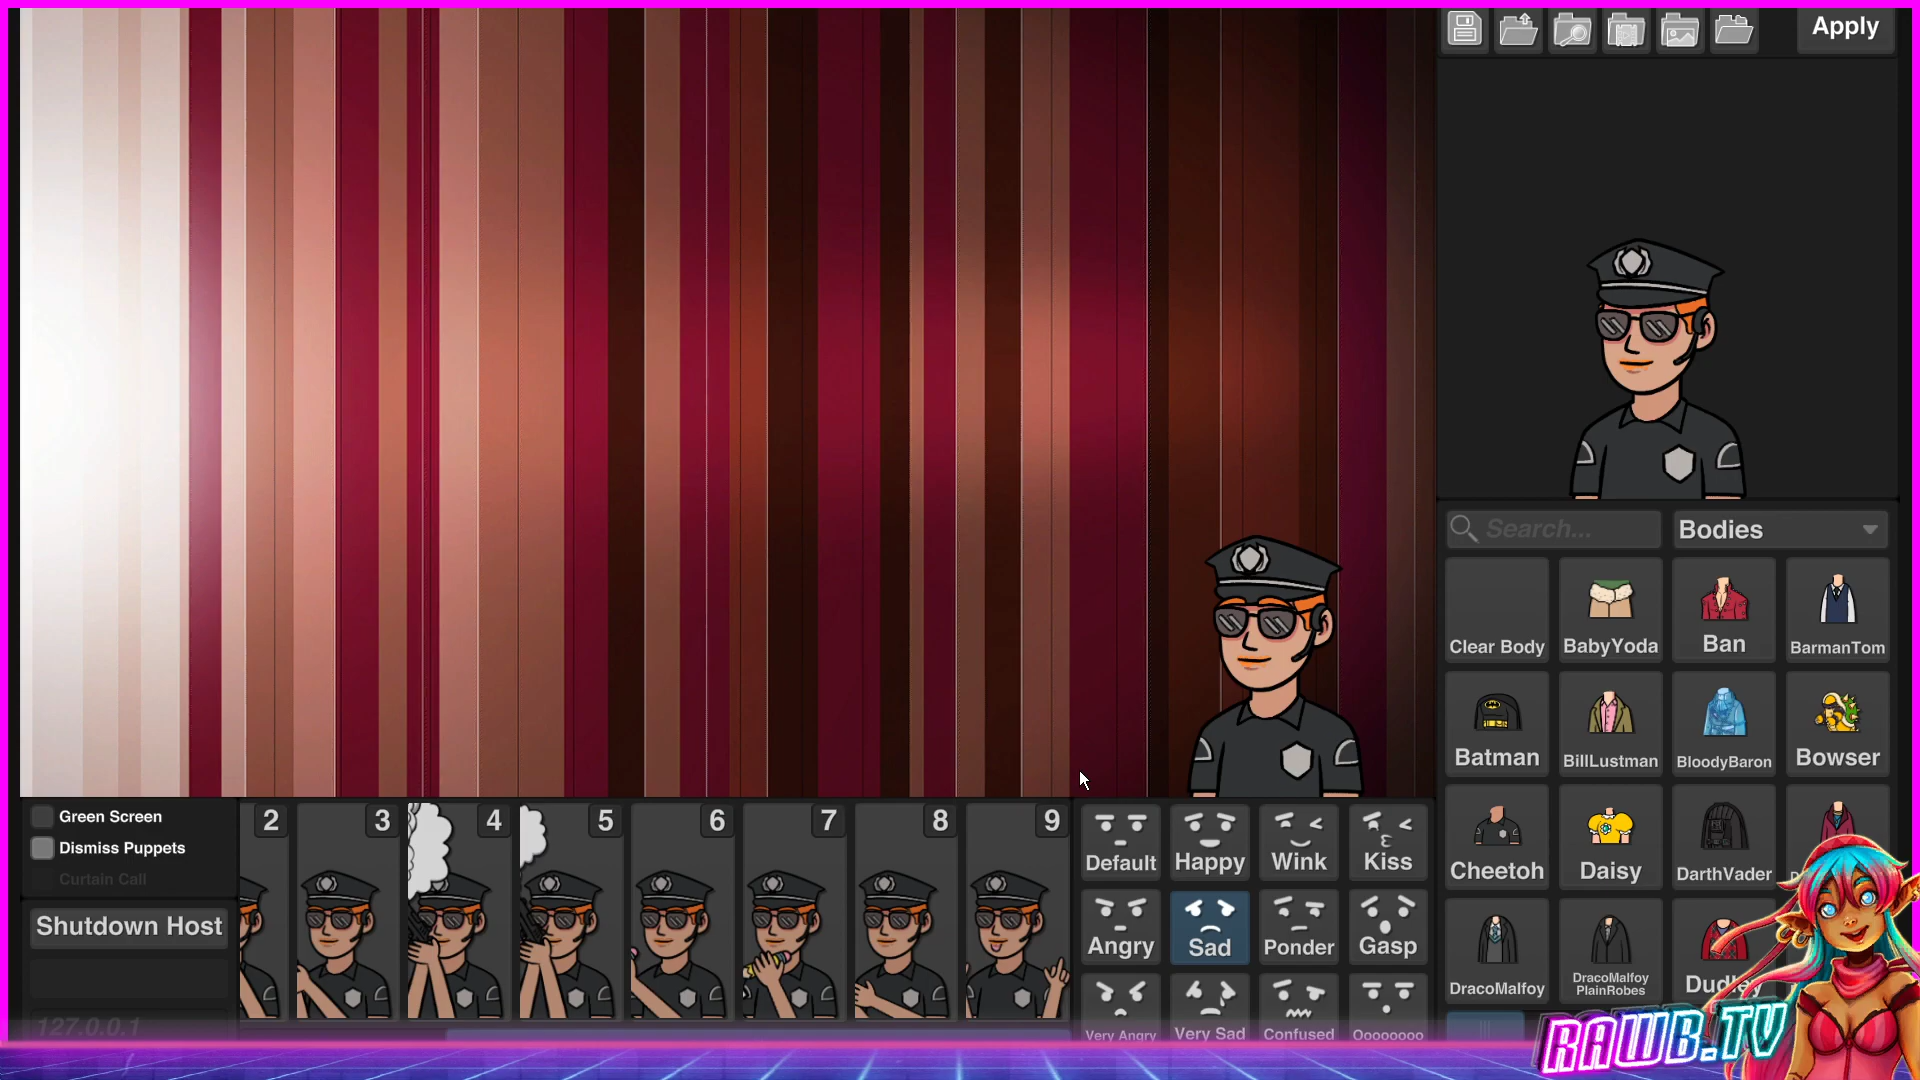 Apply
Search...
Bodies
Clear Body
BabyYoda
Ban
BarmanTom
Batman
BillLustman
BloodyBaron
Bowser
Green Screen
2
3
4
5
6
7
8
9
Dismiss Puppets
Default
Happy
Wink
Kiss
Curtain Call
Cheetoh
Daisy
DarthVader
Shutdown Host
Angry
Sad
Ponder
Gasp
DracoMalfoy
DracoMalfoy
PlainRobes
127.0.0.1
Very Angry
Very Sad
Confused
Oooooooo
RAWB.TV